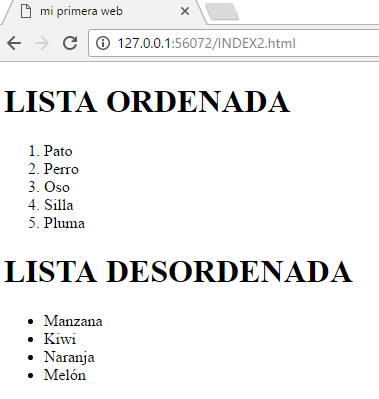 mi primera web
127.0.0.1:56072/INDEX2.html
LISTA ORDENADA
1. Pato
2. Perro
3. Oso
4. Silla
5. Pluma
LISTA DESORDENADA
• Manzana
• Kiwi
• Naranja
• Melón